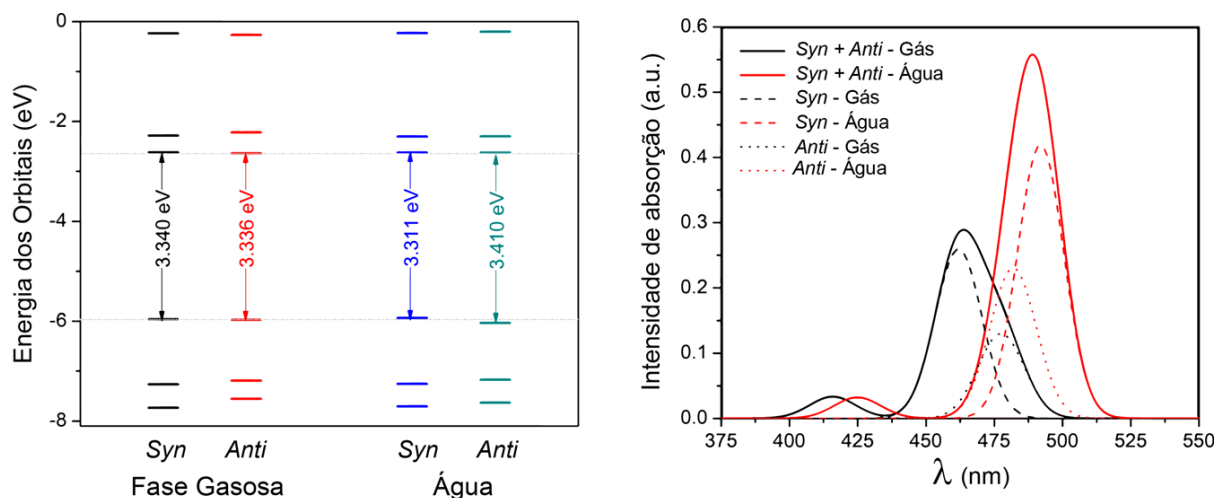 Energia dos Orbitais (eV)
0
-2
-4
-6
-8
3.340 eV
3.336 eV
3.311 eV
3.410 eV
Syn
Anti
Syn
Anti
Fase Gasosa
Água
Intensidade de absorção (a.u.)
0.6
0.5
0.4
0.3
0.2
0.1
0.0
Syn + Anti - Gás
Syn + Anti - Água
Syn - Gás
Syn - Água
Anti - Gás
Anti - Água
375
400
425
450
475
500
525
550
λ (nm)